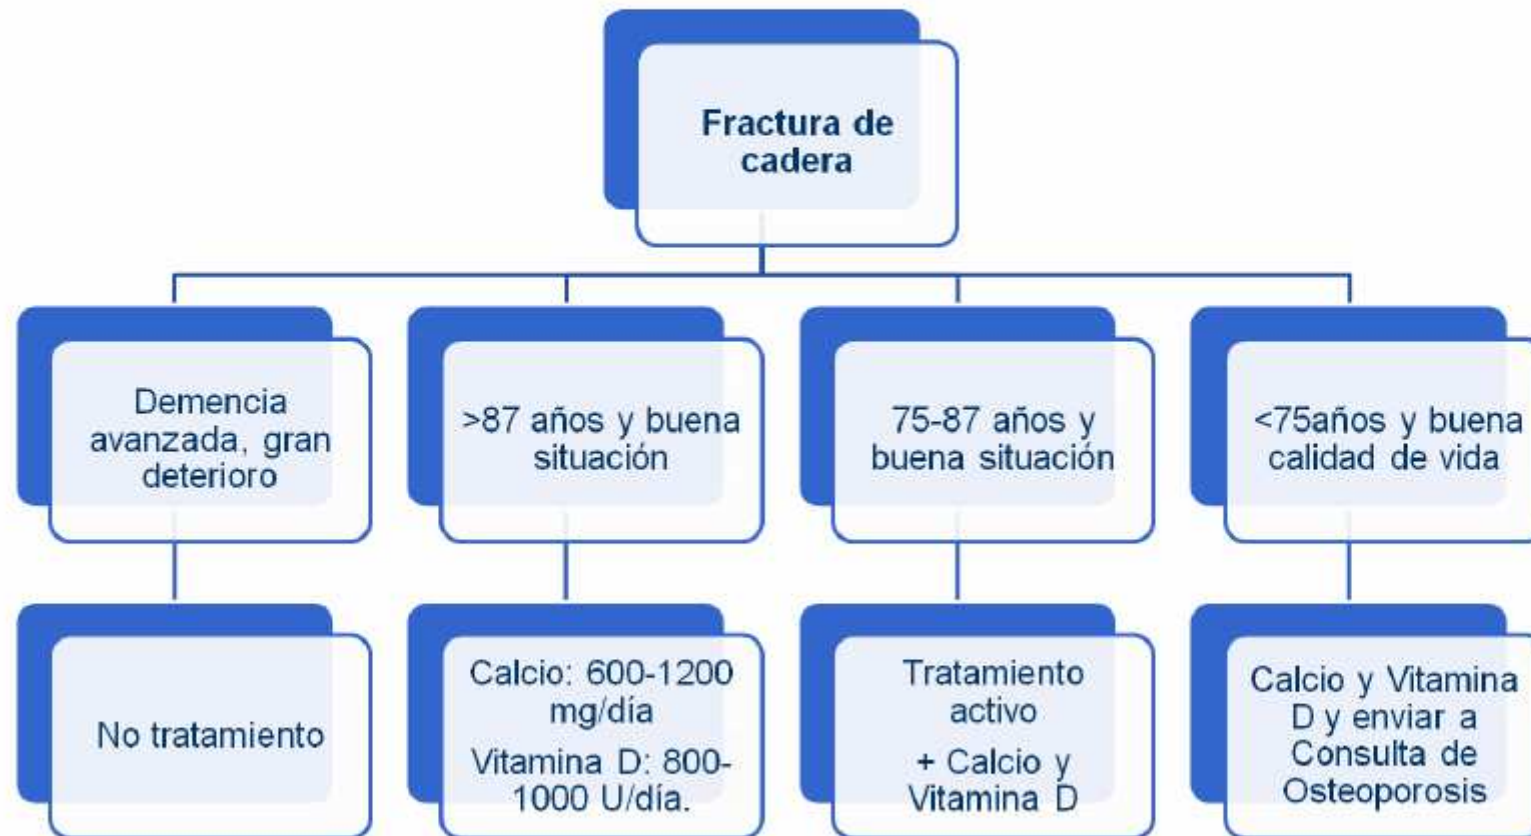 Fractura de
cadera
Demencia
avanzada, gran
deterioro
>87 años y buena
situación
75-87 años y
buena situación
<75años y buena
calidad de vida
No tratamiento
Calcio: 600-1200
mg/día
Vitamina D: 800-
1000 U/día.
Tratamiento
activo
+ Calcio y
Vitamina D
Calcio y Vitamina
D y enviar a
Consulta de
Osteoporosis